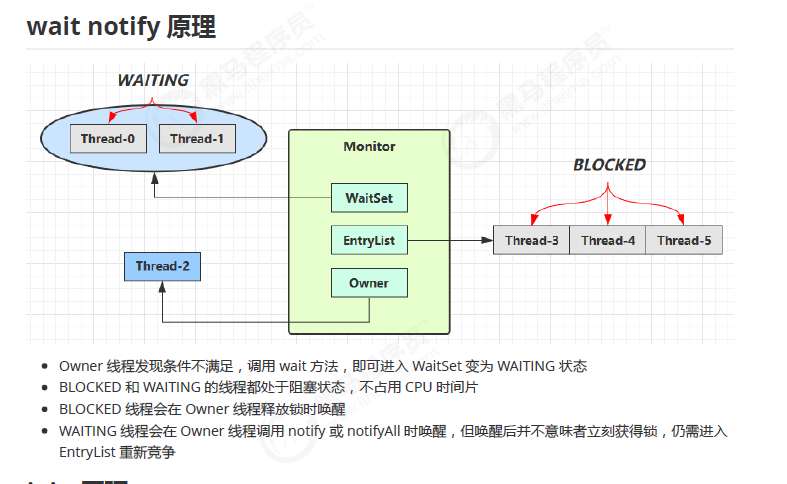 wait notify 原理
WAITING
Thread-0
Thread-1
Monitor
BLOCKED
WaitSet
EntryList
Thread-3
Thread-4
Thread-5
Thread-2
Owner
Owner 线程发现条件不满足，调用 wait 方法，即可进入 WaitSet 变为 WAITING 状态
BLOCKED 和 WAITING 的线程都处于阻塞状态，不占用 CPU 时间片
BLOCKED 线程会在 Owner 线程释放锁时唤醒
WAITING 线程会在 Owner 线程调用 notify 或 notifyAll 时唤醒，但唤醒后并不意味者立刻获得锁，仍需进入
EntryList 重新竞争
黑马程序员